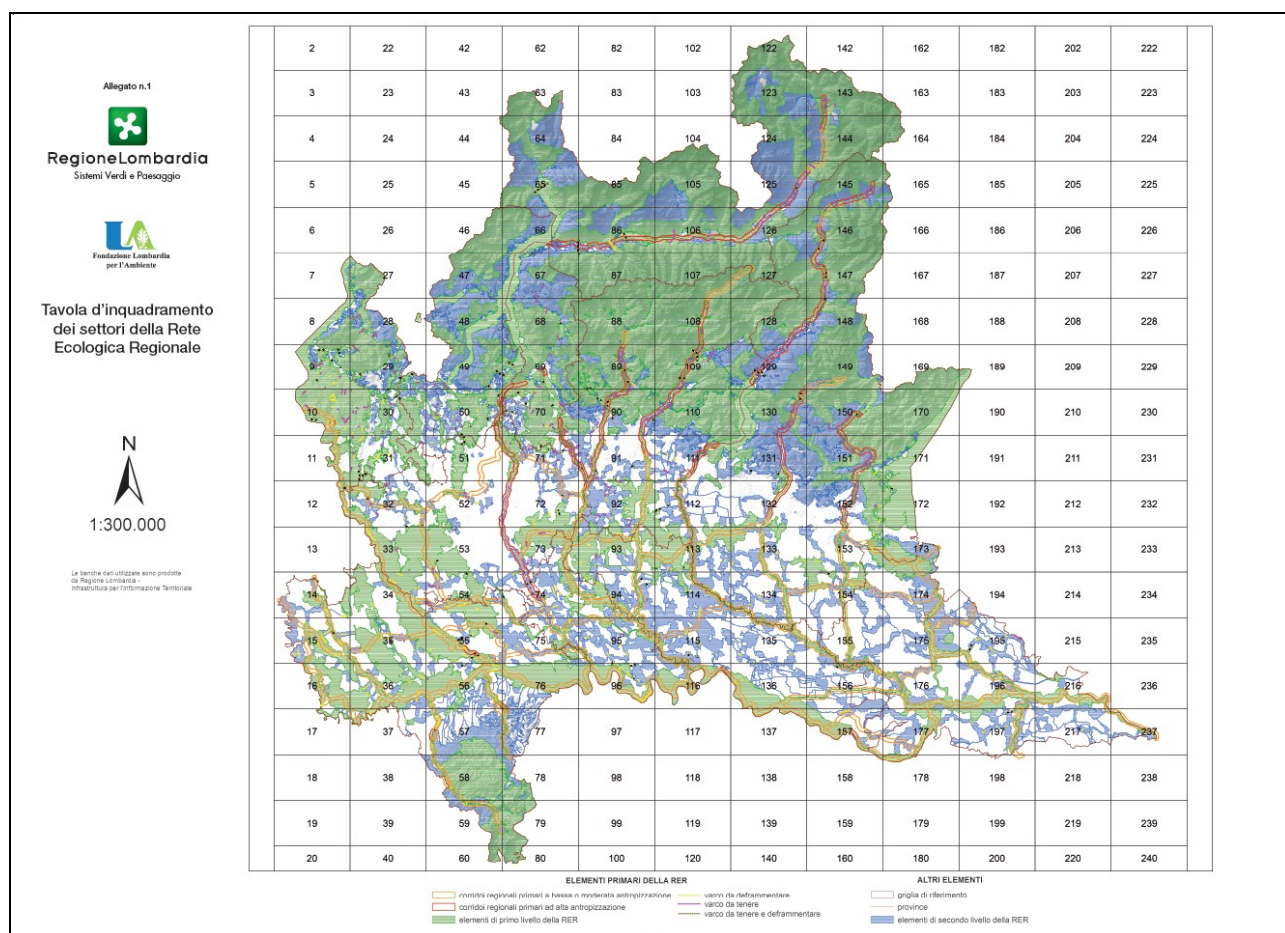 Allegato n.1
RegioneLombardia
Sistemi Verdi e Paesaggio
Fondazione Lombardia
per l'Ambiente
Tavola d'inquadramento
dei settori della Rete
Ecologica Regionale
N
1:300.000
Le banche dati utilizzate sono prodotte
da Regione Lombardia -
Infrastruttura per l'Informazione Territoriale
2 22 42 62 82 102 122 142 162 182 202 222
3 23 43 63 83 103 123 143 163 183 203 223
4 24 44 64 84 104 124 144 164 184 204 224
5 25 45 65 85 105 125 145 165 185 205 225
6 26 46 66 86 106 126 146 166 186 206 226
7 27 47 67 87 107 127 147 167 187 207 227
8 28 48 68 88 108 128 148 168 188 208 228
9 29 49 69 89 109 129 149 169 189 209 229
10 30 50 70 90 110 130 150 170 190 210 230
11 31 51 71 91 111 131 151 171 191 211 231
12 32 52 72 92 112 132 152 172 192 212 232
13 33 53 73 93 113 133 153 173 193 213 233
14 34 54 74 94 114 134 154 174 194 214 234
15 35 55 75 95 115 135 155 175 195 215 235
16 36 56 76 96 116 136 156 176 196 216 236
17 37 57 77 97 117 137 157 177 197 217 237
18 38 58 78 98 118 138 158 178 198 218 238
19 39 59 79 99 119 139 159 179 199 219 239
20 40 60 80 100 120 140 160 180 200 220 240
ELEMENTI PRIMARI DELLA RER
corridoi regionali primari a bassa o moderata antropizzazione
corridoi regionali primari ad alta antropizzazione
elementi di primo livello della RER
varco da deframmentare
varco da tenere
varco da tenere e deframmentare
ALTRI ELEMENTI
griglia di riferimento
province
elementi di secondo livello della RER